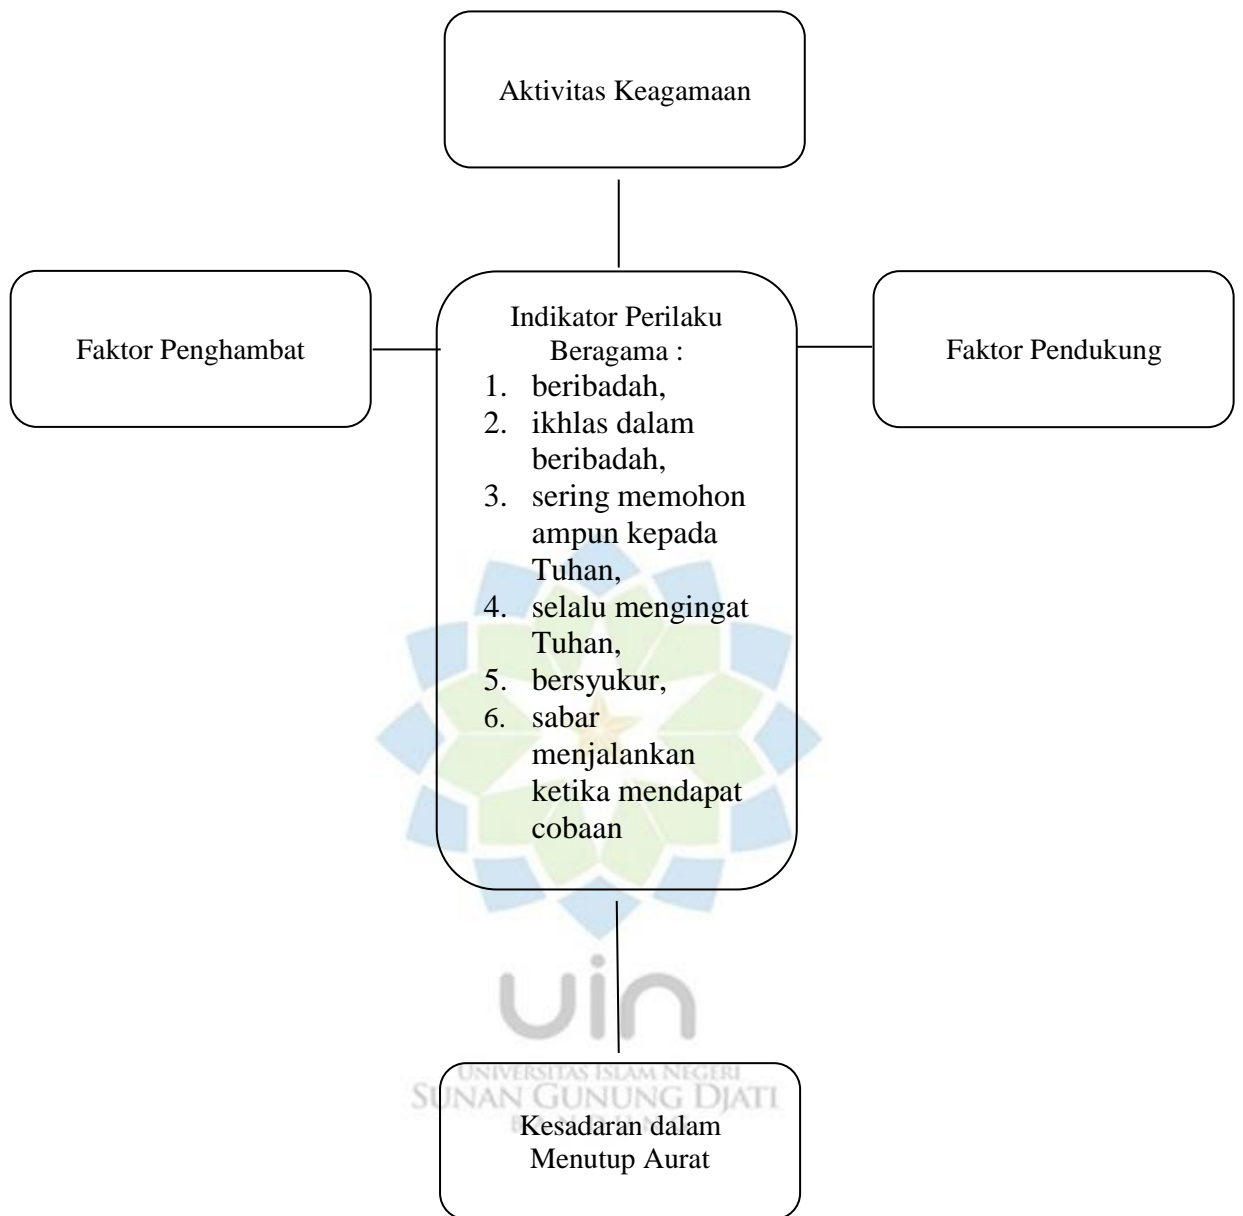 Aktivitas Keagamaan
Faktor Penghambat
Indikator Perilaku
Beragama :
1. beribadah,
2. ikhlas dalam
beribadah,
3. sering memohon
ampun kepada
Tuhan,
4. selalu mengingat
Tuhan,
5. bersyukur,
6. sabar
menjalankan
ketika mendapat
cobaan
Faktor Pendukung
uin
UNIVERSITAS ISLAM NEGERI
SUNAN GUNUNG DJATI
Kesadaran dalam
Menutup Aurat